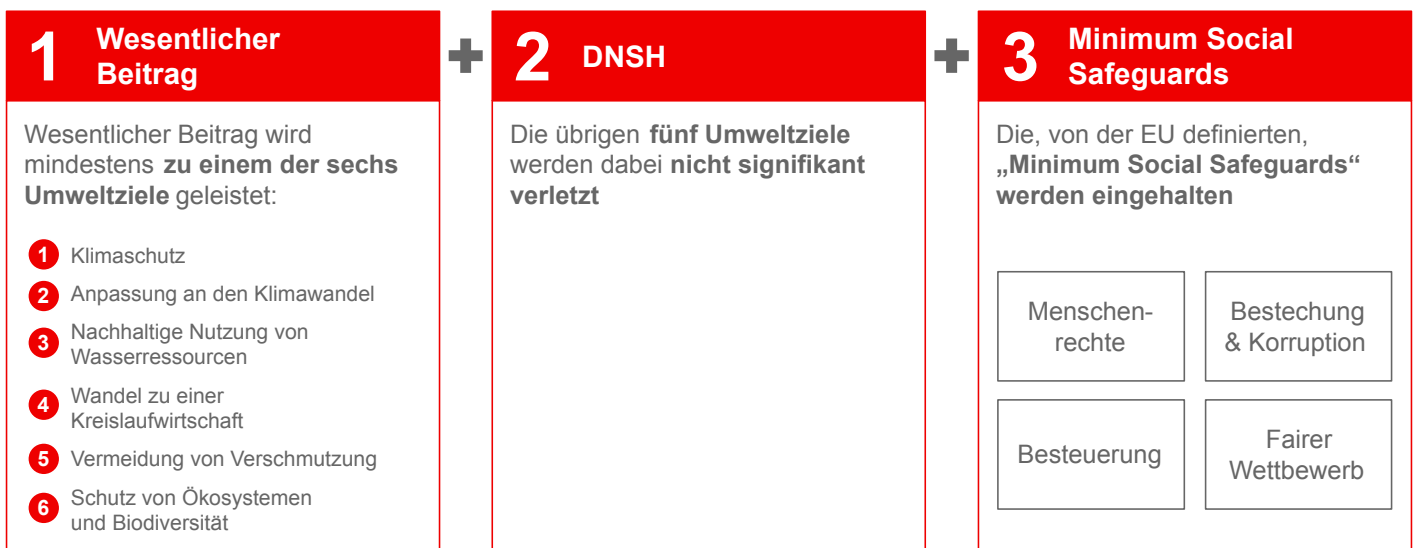 1 Wesentlicher
Beitrag
Wesentlicher Beitrag wird
mindestens zu einem der sechs
Umweltziele geleistet:
1 Klimaschutz
2 Anpassung an den Klimawandel
3 Nachhaltige Nutzung von
Wasserressourcen
4 Wandel zu einer
Kreislaufwirtschaft
5 Vermeidung von Verschmutzung
6 Schutz von Ökosystemen
und Biodiversität
2 DNSH
Die übrigen fünf Umweltziele
werden dabei nicht signifikant
verletzt
3 Minimum Social
Safeguards
Die, von der EU definierten,
„Minimum Social Safeguards“
werden eingehalten
Menschen-
rechte
Bestechung
& Korruption
Besteuerung
Fairer
Wettbewerb